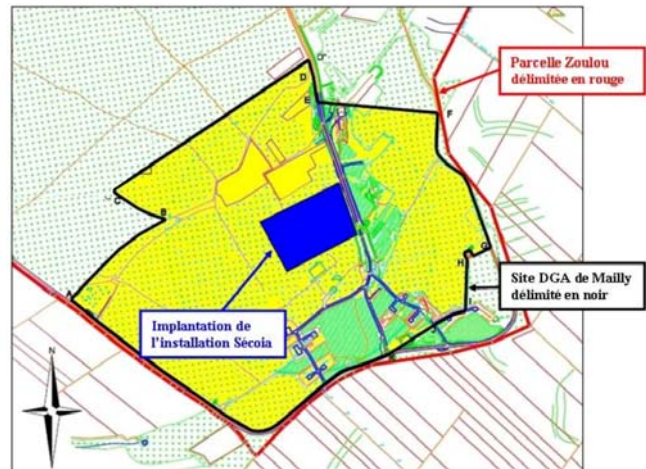 Parcelle Zoulou
délimitée en rouge
D
E
F
C
B
G
H
Site DGA de Mailly
délimité en noir
A
I
Implantation de
l'installation Sécoia
N